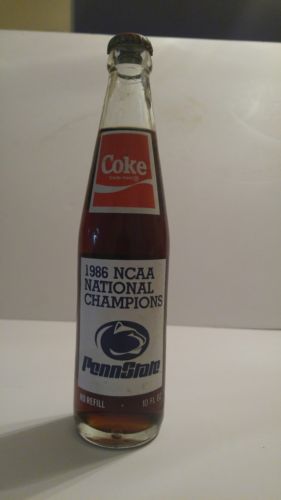 Coke
1986 NCAA
NATIONAL
CHAMPIONS
PennState
NO REFILL
10 FL OZ